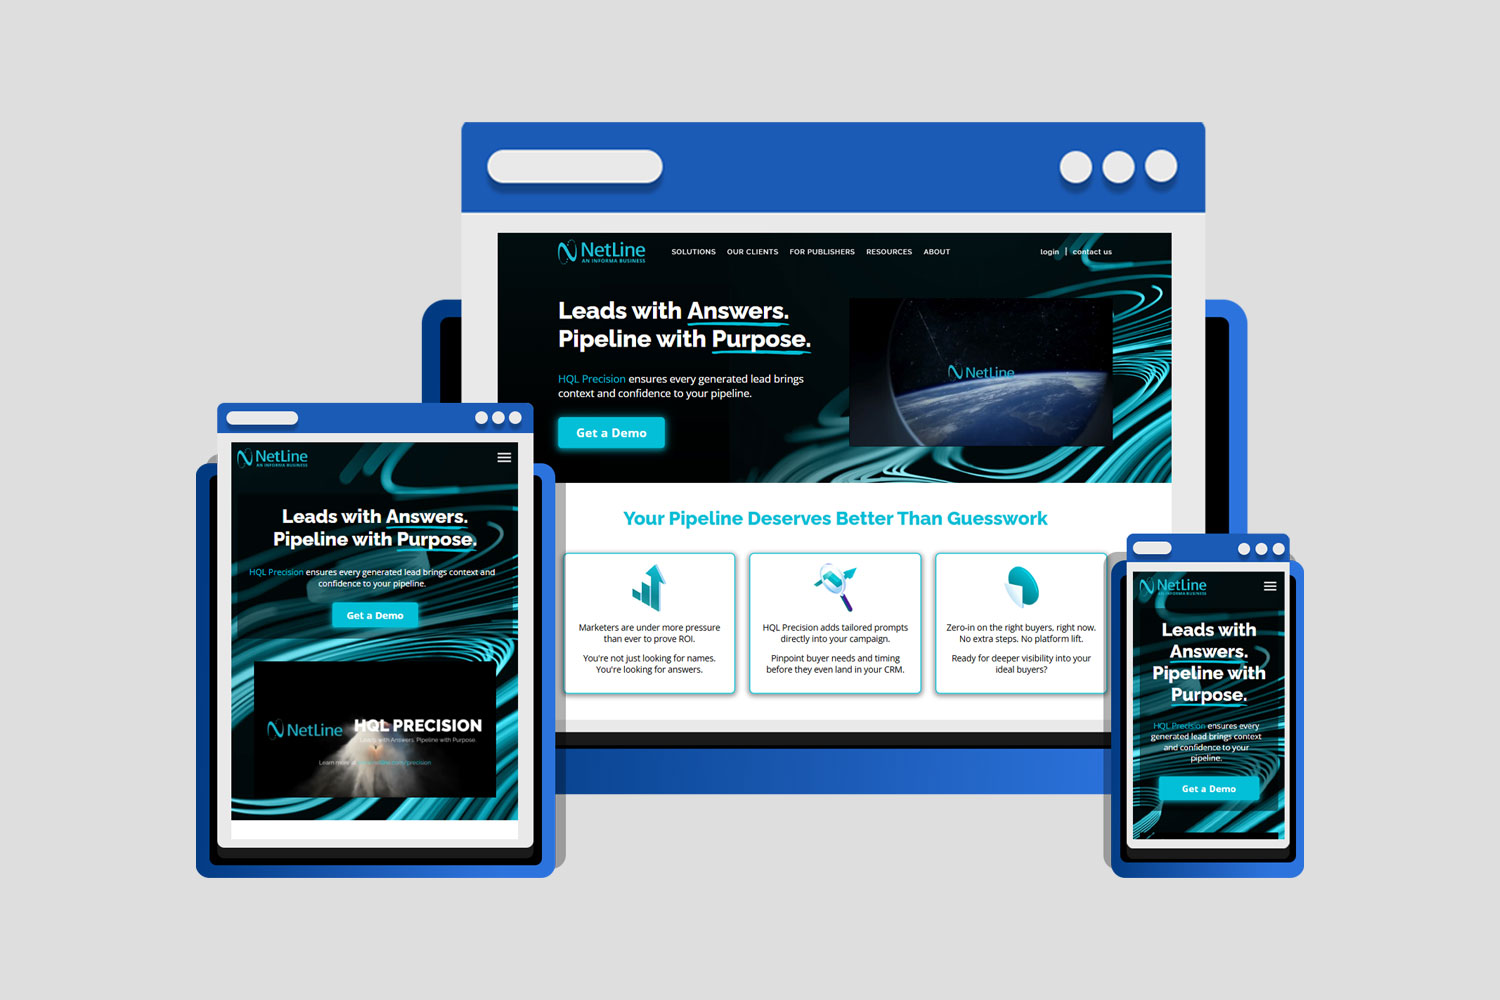 NetLine
AN INFORMA BUSINESS
SOLUTIONS OUR CLIENTS FOR PUBLISHERS RESOURCES ABOUT
login | contact us
Leads with Answers.
Pipeline with Purpose.
HQL Precision ensures every generated lead brings
context and confidence to your pipeline.
Get a Demo
NetLine
Your Pipeline Deserves Better Than Guesswork
Marketers are under more pressure
than ever to prove ROI.
You're not just looking for names.
You're looking for answers.
HQL Precision adds tailored prompts
directly into your campaign.
Pinpoint buyer needs and timing
before they even land in your CRM.
Zero-in on the right buyers, right now.
No extra steps. No platform lift.
Ready for deeper visibility into your
ideal buyers?
NetLine
AN INFORMA BUSINESS
Leads with Answers.
Pipeline with Purpose.
HQL Precision ensures every generated lead brings context and
confidence to your pipeline.
Get a Demo
NetLine
HQL PRECISION
Leads with Answers. Pipeline with Purpose.
Learn more
NetLine
AN INFORMA BUSINESS
Leads with
Answers.
Pipeline with
Purpose.
HQL Precision ensures every
generated lead brings context
and confidence to your
pipeline.
Get a Demo